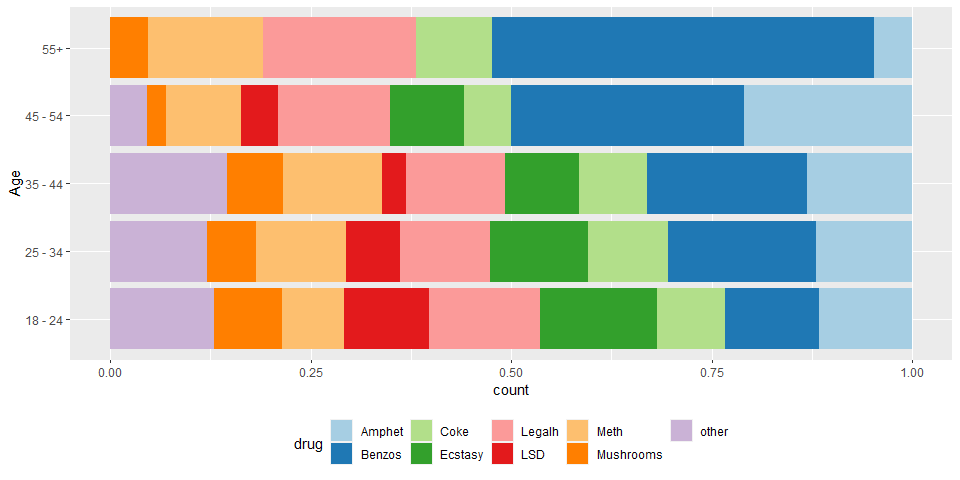 55+
45 - 54
35 - 44
25 - 34
18 - 24
Age
0.00 0.25 0.50 0.75 1.00
count
drug
Amphet Coke Legalh Meth other
Benzos Ecstasy LSD Mushrooms